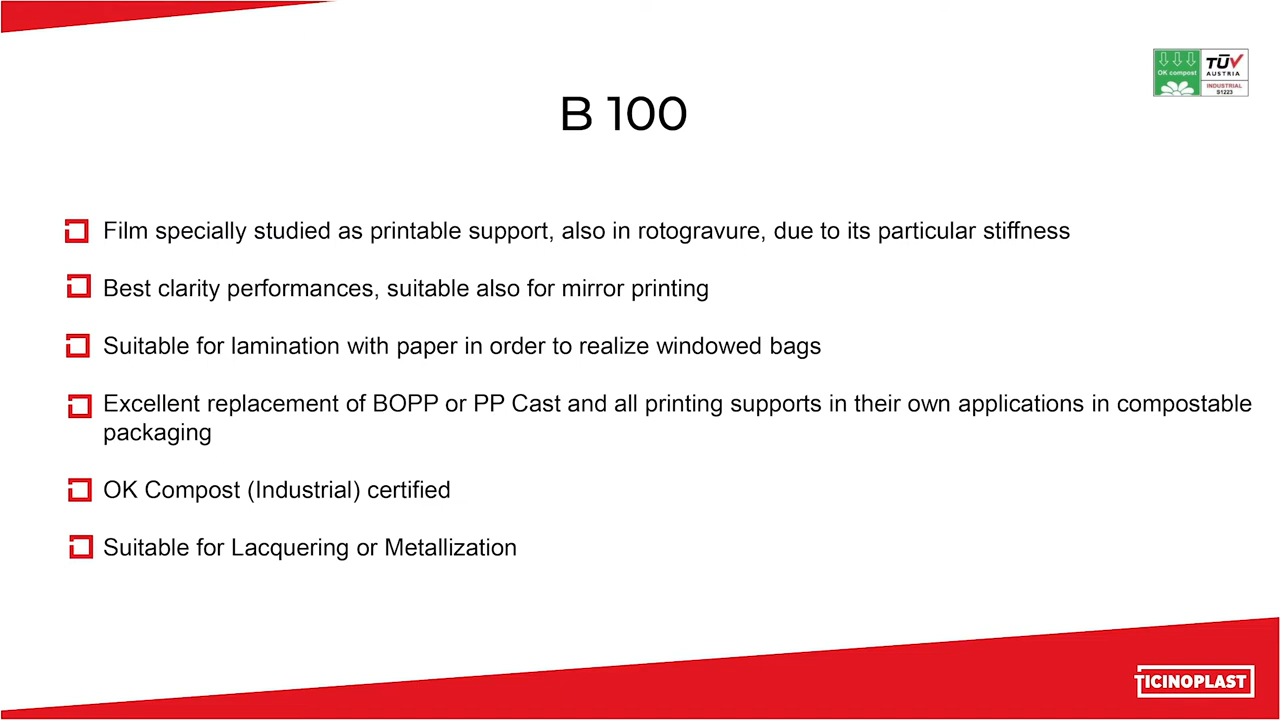 OK compost
TÜV
AUSTRIA
INDUSTRIAL
S1223
B 100
Film specially studied as printable support, also in rotogravure, due to its particular stiffness
Best clarity performances, suitable also for mirror printing
Suitable for lamination with paper in order to realize windowed bags
Excellent replacement of BOPP or PP Cast and all printing supports in their own applications in compostable
packaging
OK Compost (Industrial) certified
Suitable for Lacquering or Metallization
TICINOPLAST